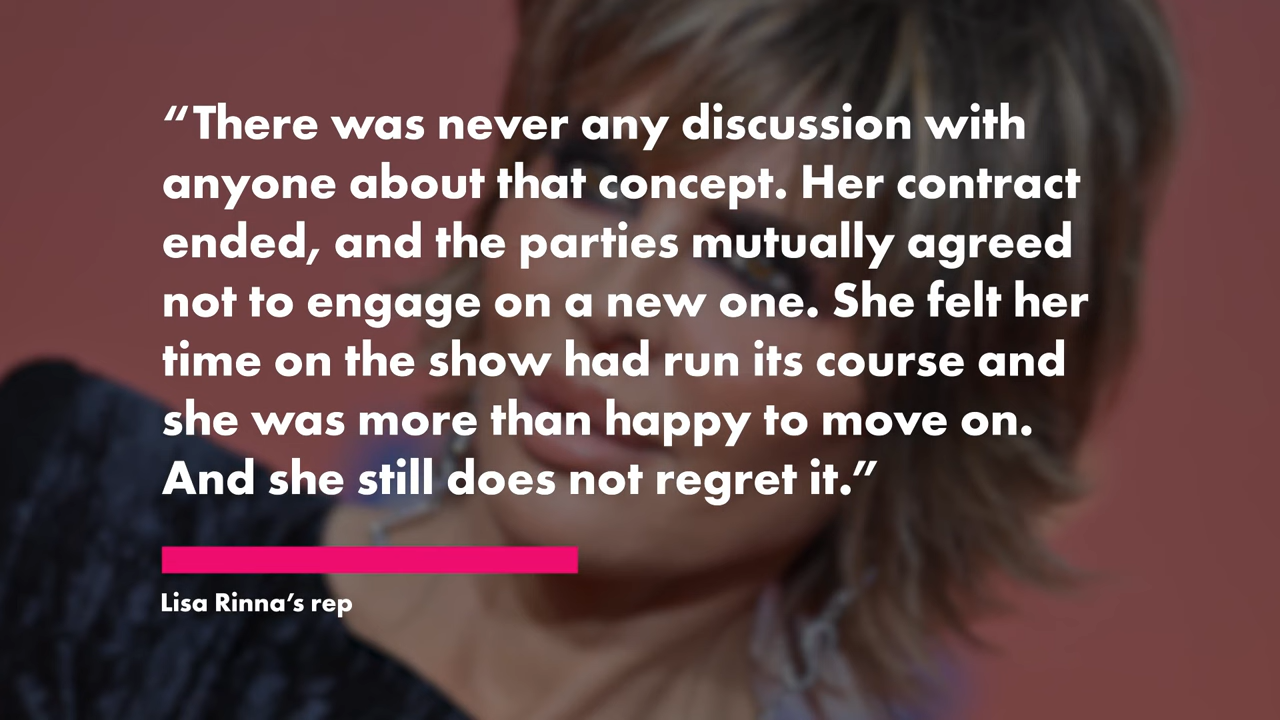 “There was never any discussion with
anyone about that concept. Her contract
ended, and the parties mutually agreed
not to engage on a new one. She felt her
time on the show had run its course and
she was more than happy to move on.
And she still does not regret it.”
Lisa Rinna’s rep